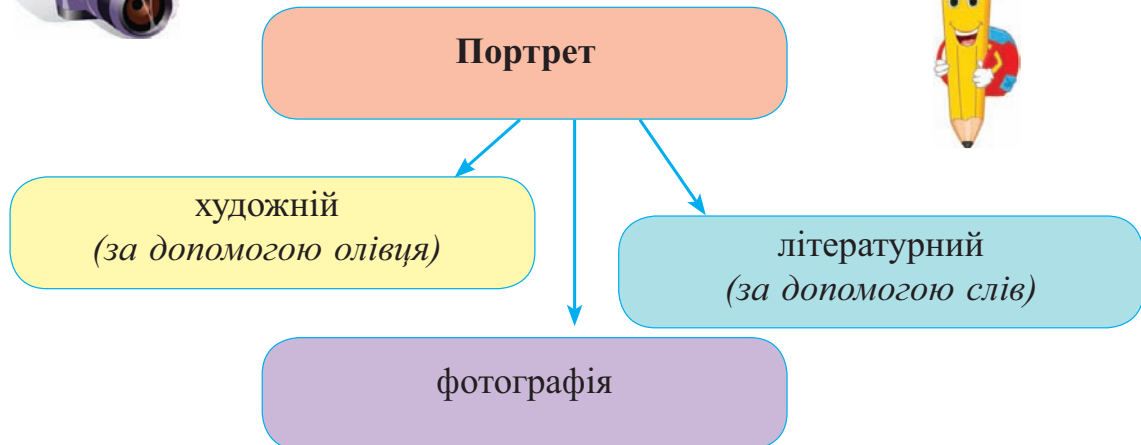 Портрет
художній
(за допомогою олівця)
літературний
(за допомогою слів)
фотографія